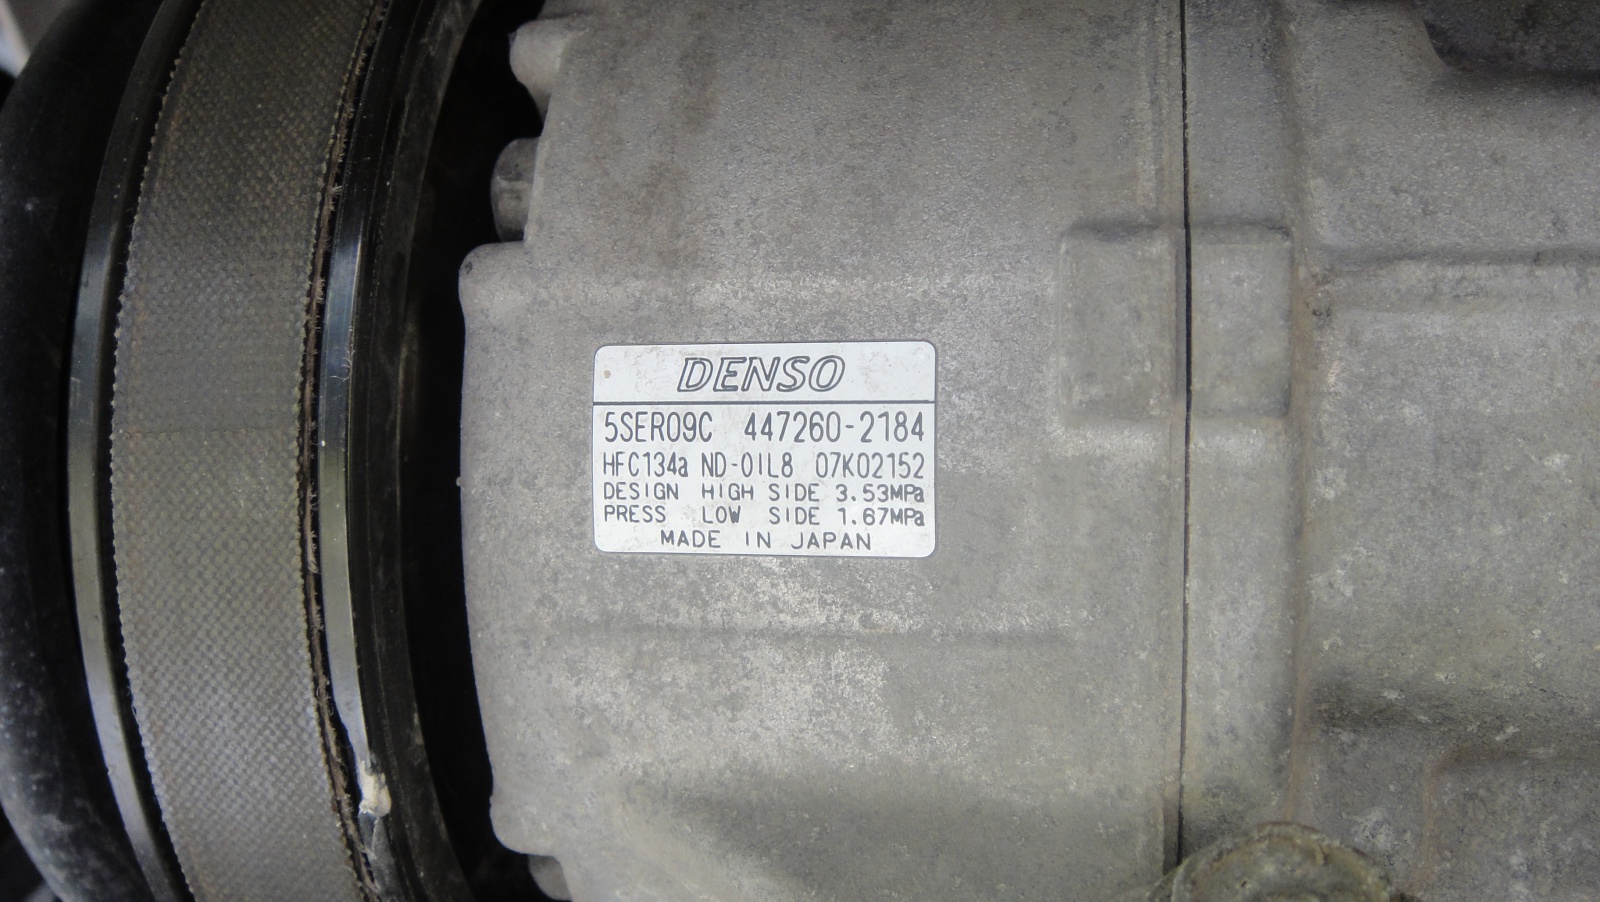 DENSO
5SER09C 447260-2184
HFC134a ND-OIL8 07K02152
DESIGN HIGH SIDE 3.53MPa
PRESS LOW SIDE 1.67MPa
MADE IN JAPAN